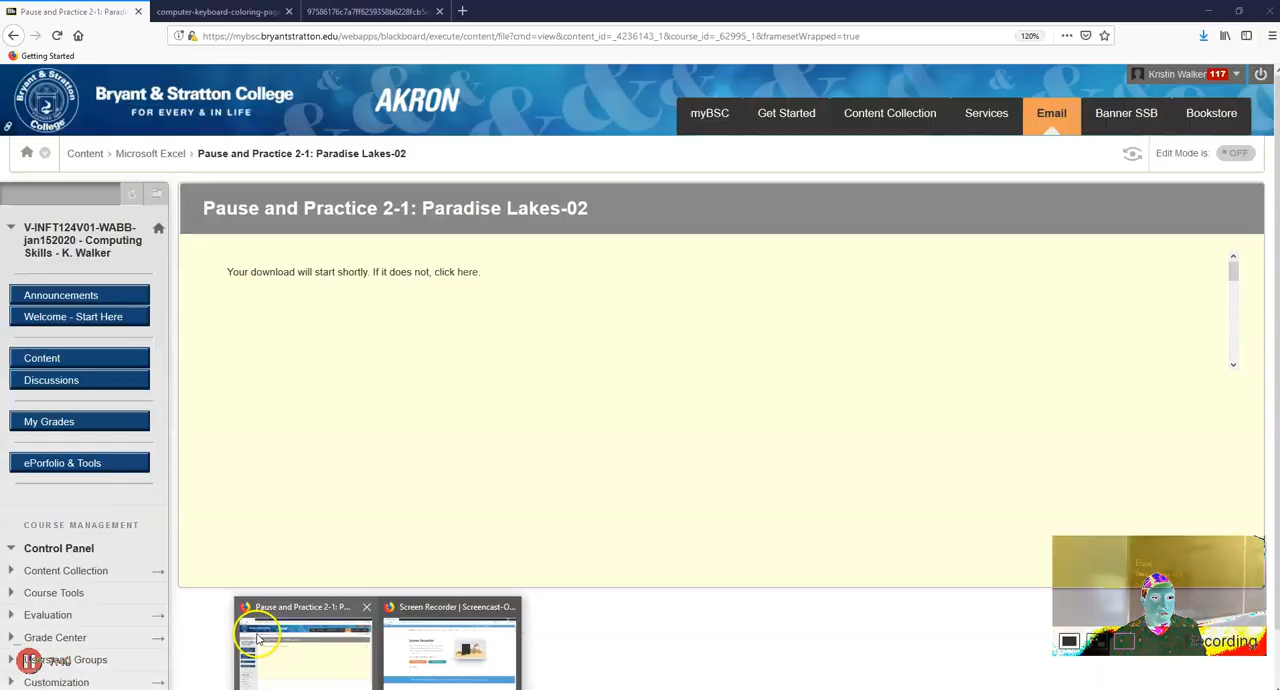 Pause and Practice 2-1: Paradi
computer-keyboard-coloring-page
97586176c7a7ff6259358b6228fcb5e
https://mybsc.bryantstratton.edu/webapps/blackboard/execute/content/file?cmd=view&content_id=_4236143_1&course_id=_62995_1&framesetWrapped=true
120%
Getting Started
Kristin Walker 117
Bryant & Stratton College
FOR EVERY & IN LIFE
AKRON
myBSC
Get Started
Content Collection
Services
Email
Banner SSB
Bookstore
Content > Microsoft Excel > Pause and Practice 2-1: Paradise Lakes-02
Edit Mode is: OFF
Pause and Practice 2-1: Paradise Lakes-02
Your download will start shortly. If it does not, click here.
V-INFT124V01-WABB-
jan152020 - Computing
Skills - K. Walker
Announcements
Welcome - Start Here
Content
Discussions
My Grades
ePorfolio & Tools
COURSE MANAGEMENT
Control Panel
Content Collection
Course Tools
Evaluation
Grade Center
Groups
Customization
Pause and Practice 2-1: P...
Screen Recorder | Screencast-O...
Recording